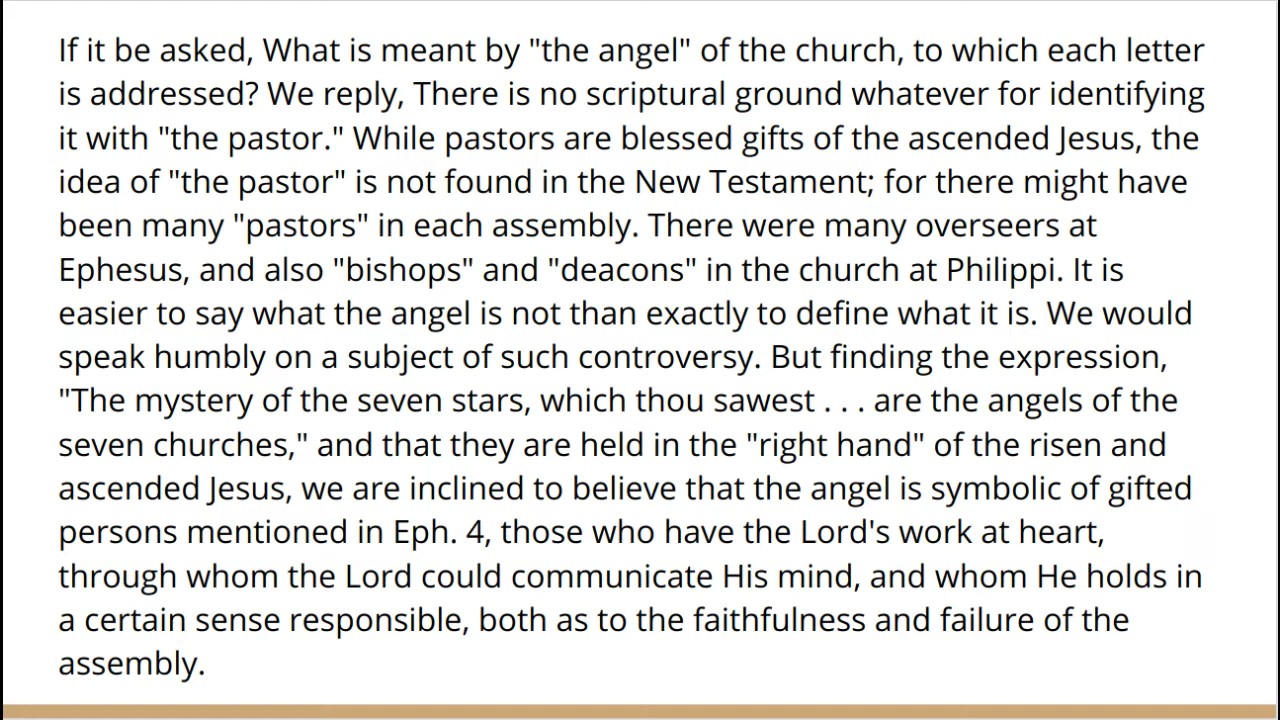 If it be asked, What is meant by "the angel" of the church, to which each letter
is addressed? We reply, There is no scriptural ground whatever for identifying
it with "the pastor." While pastors are blessed gifts of the ascended Jesus, the
idea of "the pastor" is not found in the New Testament; for there might have
been many "pastors" in each assembly. There were many overseers at
Ephesus, and also "bishops" and "deacons" in the church at Philippi. It is
easier to say what the angel is not than exactly to define what it is. We would
speak humbly on a subject of such controversy. But finding the expression,
"The mystery of the seven stars, which thou sawest . . . are the angels of the
seven churches," and that they are held in the "right hand" of the risen and
ascended Jesus, we are inclined to believe that the angel is symbolic of gifted
persons mentioned in Eph. 4, those who have the Lord's work at heart,
through whom the Lord could communicate His mind, and whom He holds in
a certain sense responsible, both as to the faithfulness and failure of the
assembly.